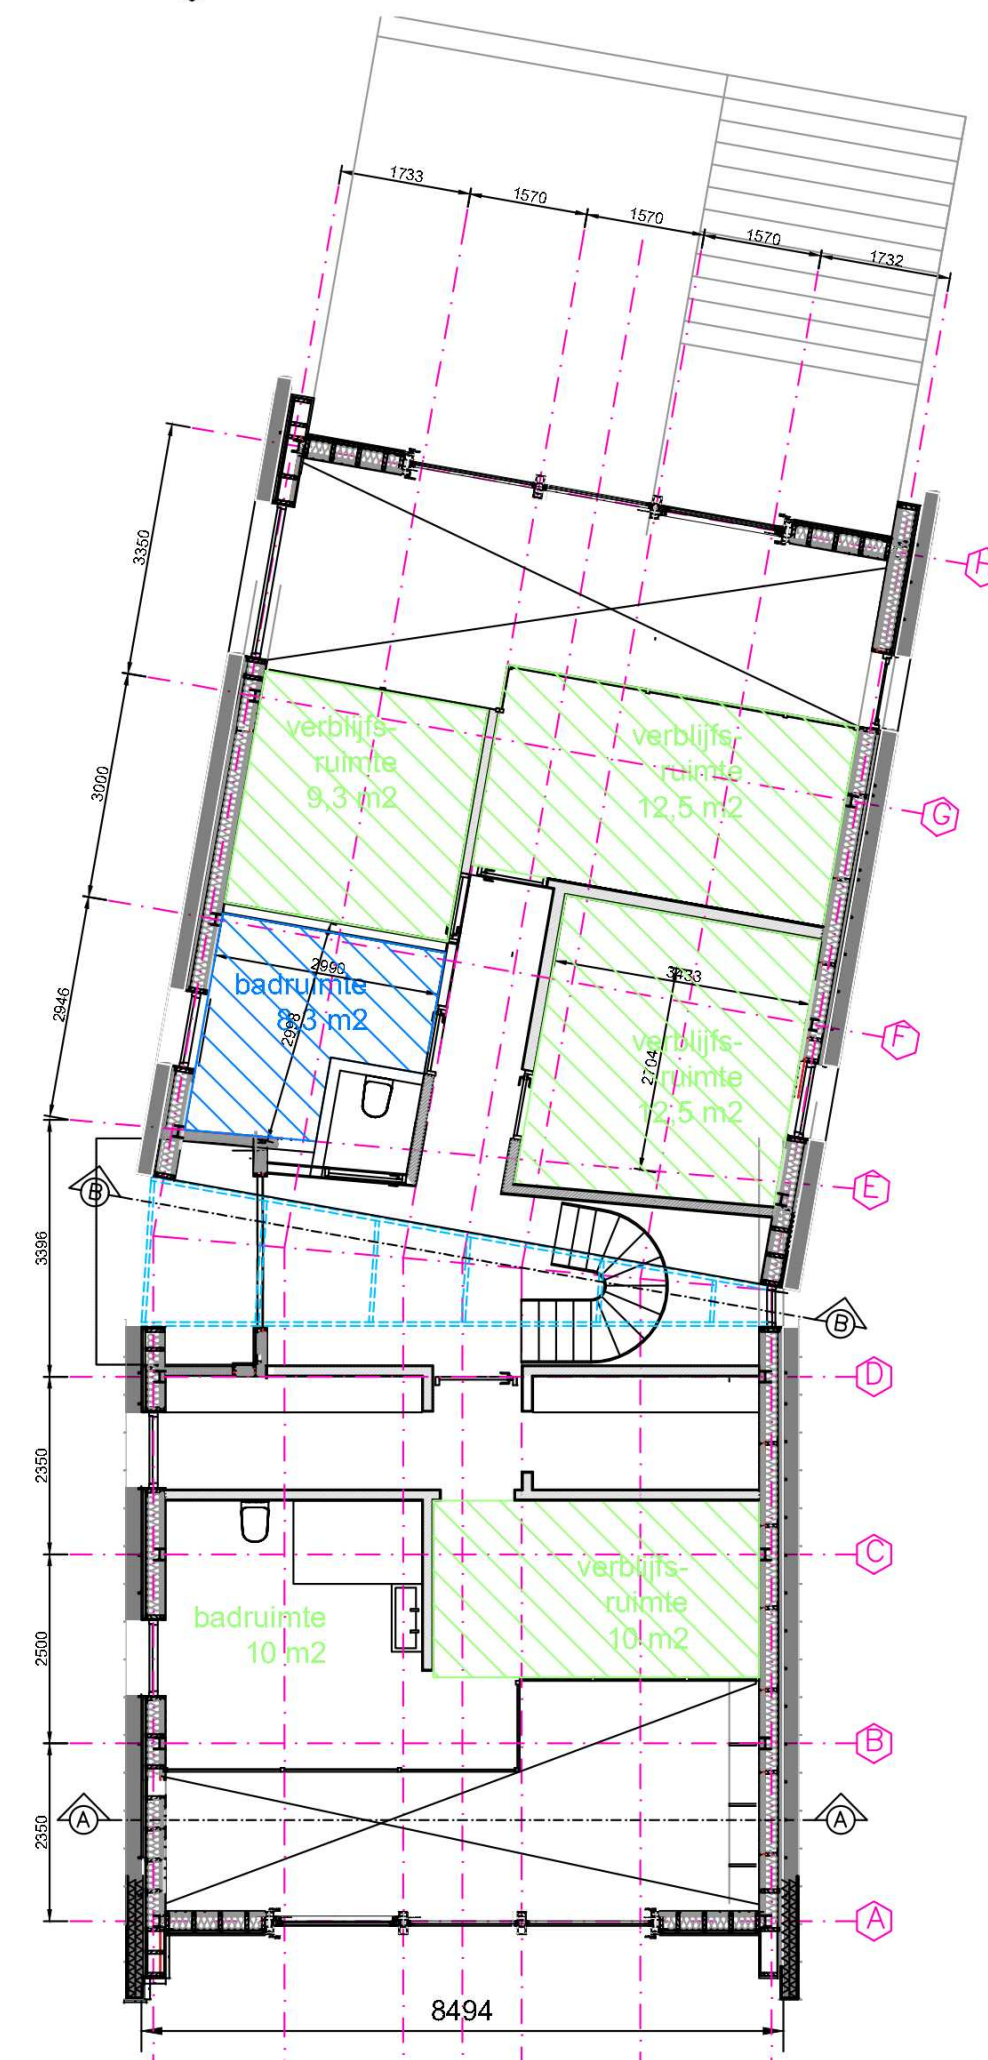 1733
1570
1570
1570
1732
3350
H
verblijfs-
ruimte
9,3 m2
verblijfs-
ruimte
12,5 m2
3000
G
2990
badruimte
8,3 m2
2998
3433
verblijfs-
ruimte
12,5 m2
2704
F
2946
E
B
B
3396
D
2350
C
verblijfs-
ruimte
10 m2
badruimte
10 m2
2500
B
A
A
2350
A
8494